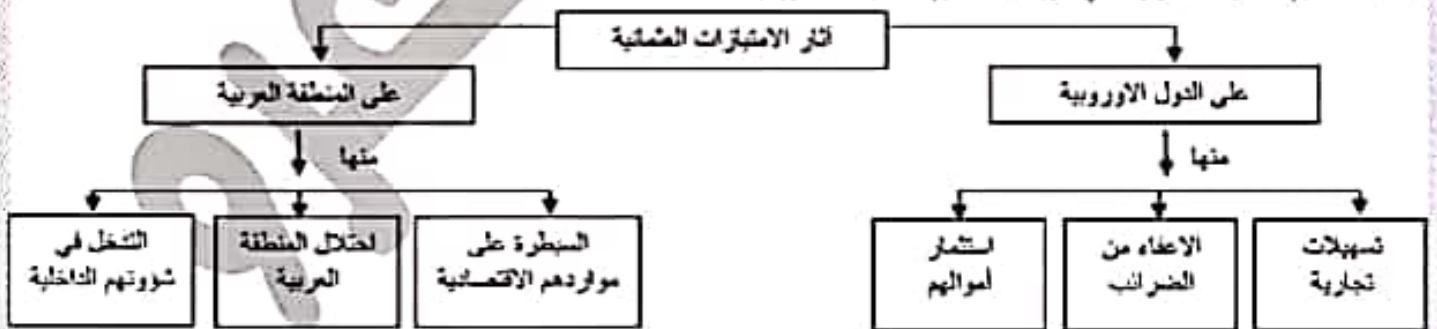 آثار الامتيازات العثمانية
على الدول الاوروبية
على المنطقة العربية
منها
منها
تسهيلات
تجارية
الاعفاء من
الضرائب
استثمار
أموالهم
السيطرة على
مواردهم الاقتصادية
احتلال المنطقة
العربية
التدخل في
شؤونهم الداخلية